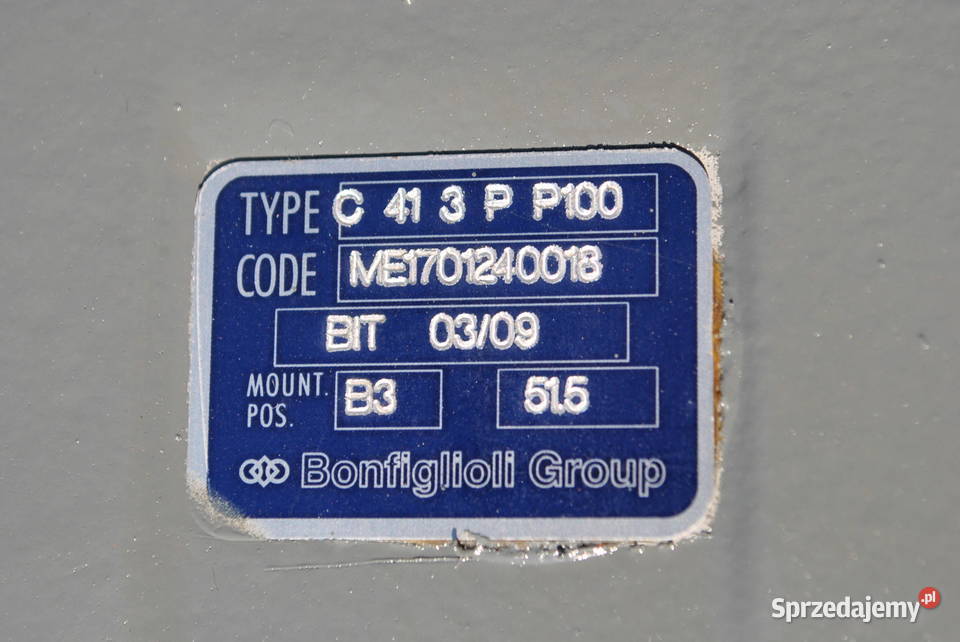 TYPE C 41 3 P P100
CODE ME1701240018
BIT 03/09
MOUNT. POS. B3 51.5
Bonfiglioli Group
Sprzedajemy.pl